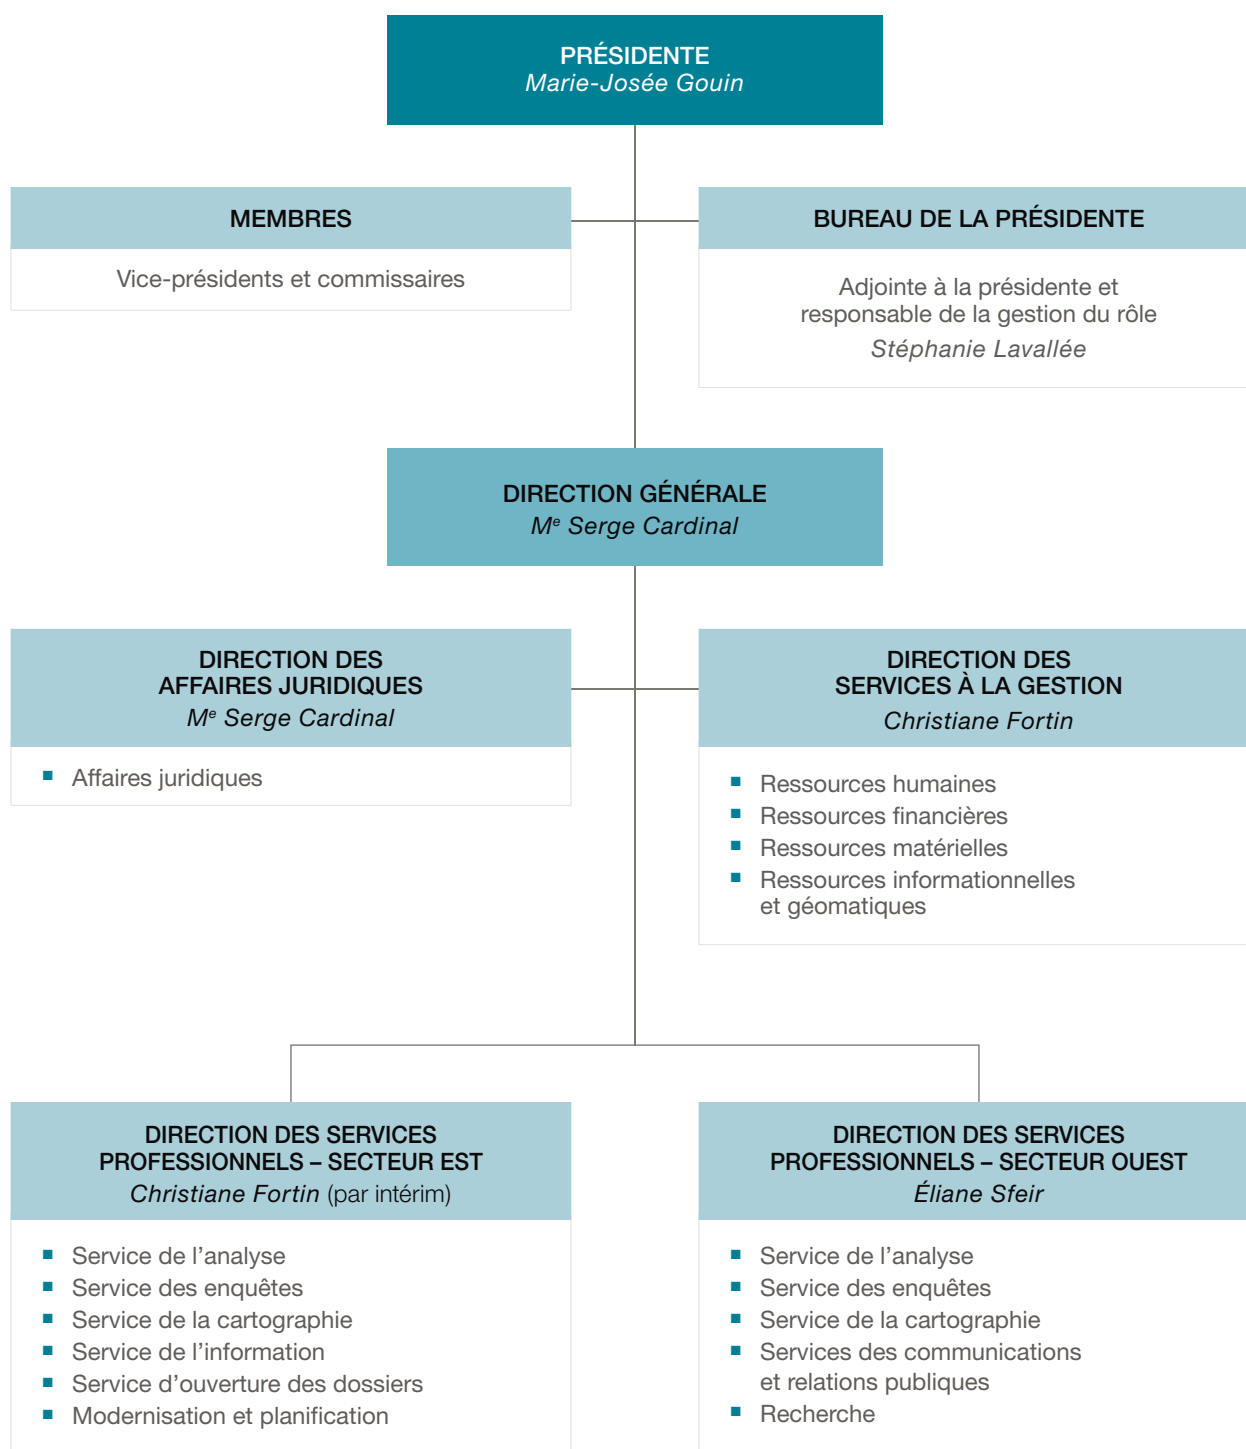 PRÉSIDENTE
Marie-Josée Gouin
MEMBRES
Vice-présidents et commissaires
BUREAU DE LA PRÉSIDENTE
Adjointe à la présidente et
responsable de la gestion du rôle
Stéphanie Lavallée
DIRECTION GÉNÉRALE
Me Serge Cardinal
DIRECTION DES
AFFAIRES JURIDIQUES
Me Serge Cardinal
Affaires juridiques
DIRECTION DES
SERVICES À LA GESTION
Christiane Fortin
Ressources humaines
Ressources financières
Ressources matérielles
Ressources informationnelles
et géomatiques
DIRECTION DES SERVICES
PROFESSIONNELS – SECTEUR EST
Christiane Fortin (par intérim)
Service de l’analyse
Service des enquêtes
Service de la cartographie
Service de l’information
Service d’ouverture des dossiers
Modernisation et planification
DIRECTION DES SERVICES
PROFESSIONNELS – SECTEUR OUEST
Éliane Sfeir
Service de l’analyse
Service des enquêtes
Service de la cartographie
Services des communications
et relations publiques
Recherche